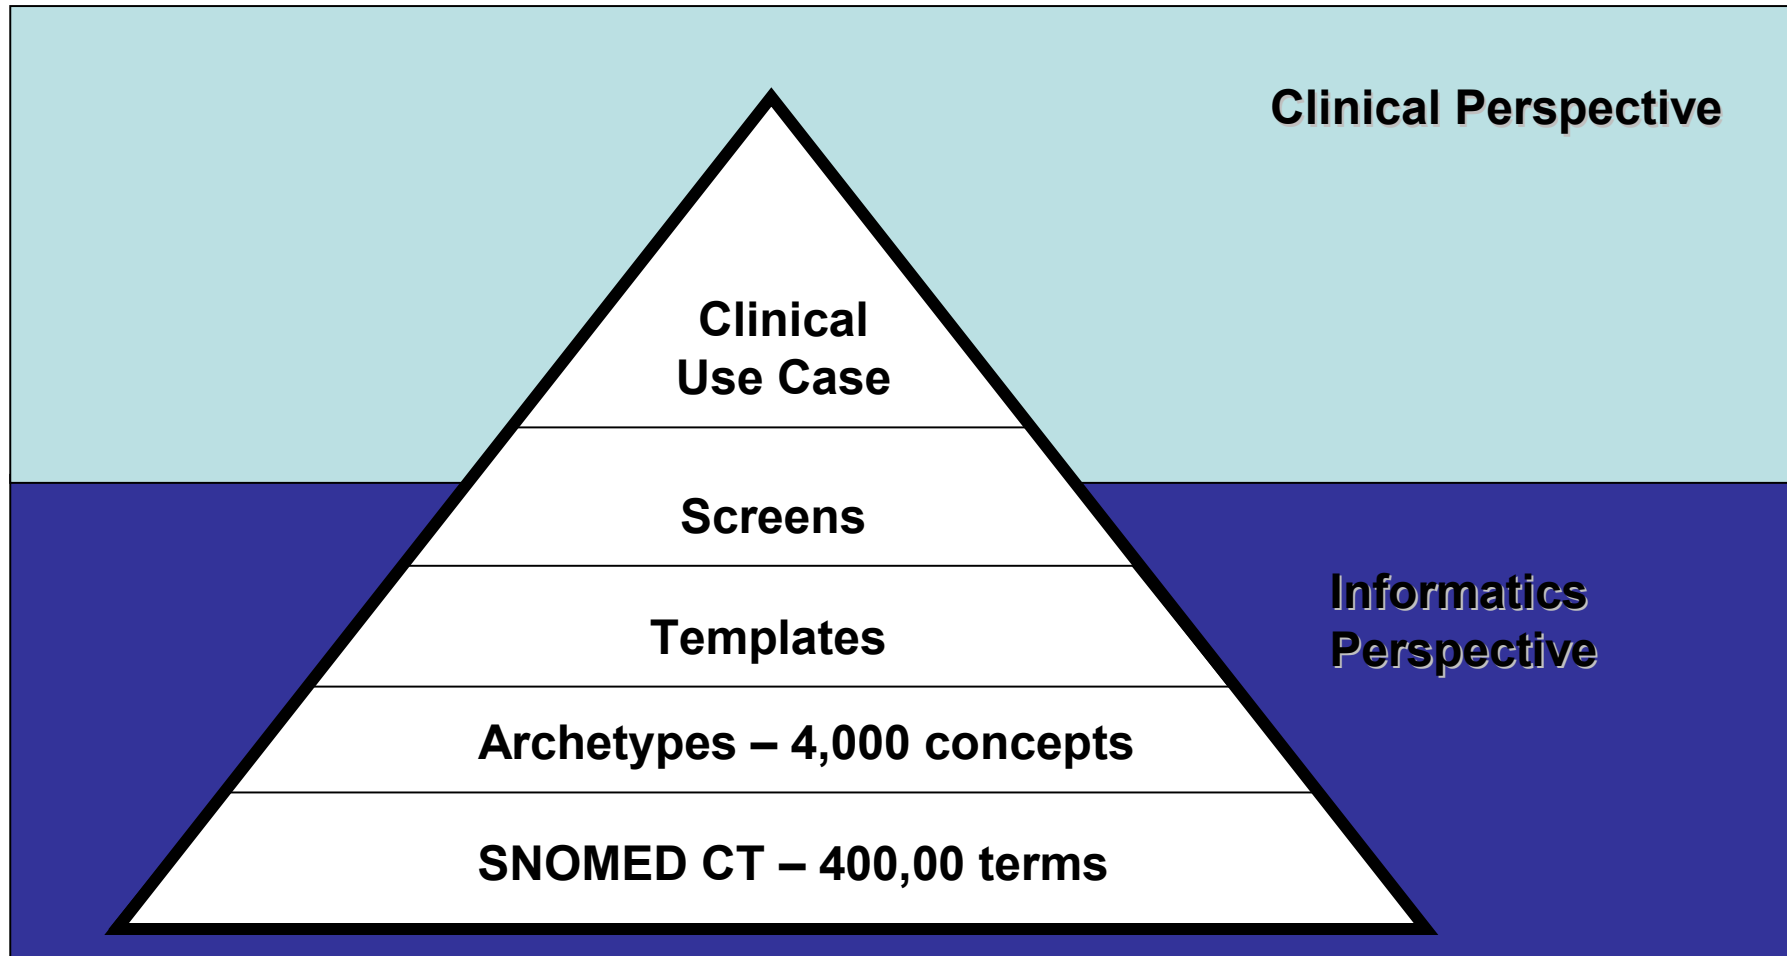 Clinical Perspective
Clinical
Use Case
Screens
Informatics
Perspective
Templates
Archetypes – 4,000 concepts
SNOMED CT – 400,00 terms